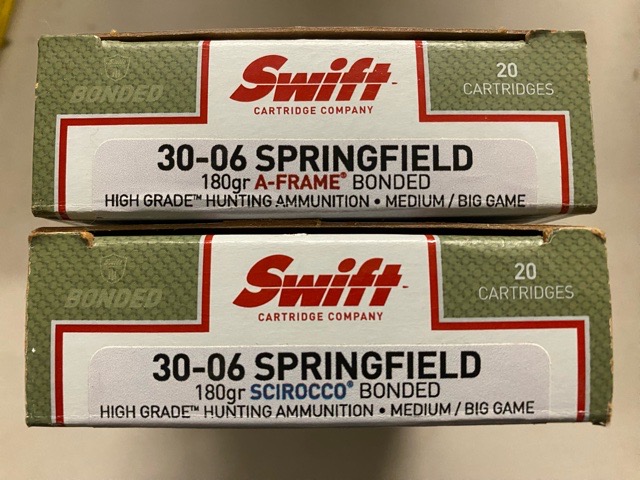 BONDED
Swift
CARTRIDGE COMPANY
20
CARTRIDGES
30-06 SPRINGFIELD
180gr A-FRAME® BONDED
HIGH GRADE™ HUNTING AMMUNITION • MEDIUM / BIG GAME
BONDED
Swift
CARTRIDGE COMPANY
20
CARTRIDGES
30-06 SPRINGFIELD
180gr SCIROCCO® BONDED
HIGH GRADE™ HUNTING AMMUNITION • MEDIUM / BIG GAME